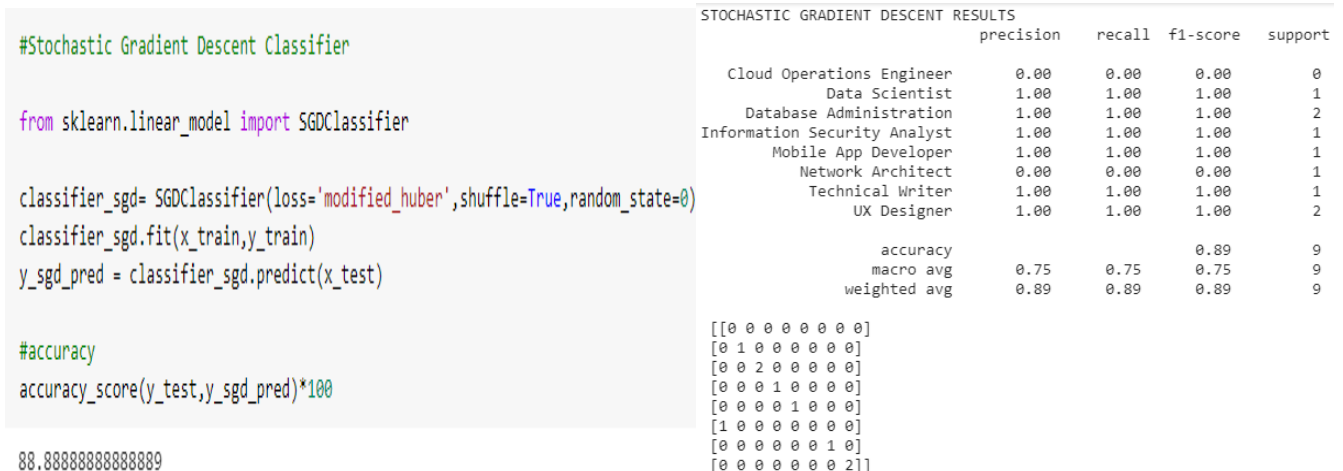 #Stochastic Gradient Descent Classifier
from sklearn.linear_model import SGDClassifier
classifier_sgd= SGDClassifier(loss='modified_huber',shuffle=True,random_state=0)
classifier_sgd.fit(x_train,y_train)
y_sgd_pred = classifier_sgd.predict(x_test)
#accuracy
accuracy_score(y_test,y_sgd_pred)*100
88.88888888888889
STOCHASTIC GRADIENT DESCENT RESULTS
precision recall f1-score support
Cloud Operations Engineer 0.00 0.00 0.00 0
Data Scientist 1.00 1.00 1.00 1
Database Administration 1.00 1.00 1.00 2
Information Security Analyst 1.00 1.00 1.00 1
Mobile App Developer 1.00 1.00 1.00 1
Network Architect 0.00 0.00 0.00 1
Technical Writer 1.00 1.00 1.00 1
UX Designer 1.00 1.00 1.00 2
accuracy 0.89 9
macro avg 0.75 0.75 0.75 9
weighted avg 0.89 0.89 0.89 9
[[0 0 0 0 0 0 0 0]
[0 1 0 0 0 0 0 0]
[0 0 2 0 0 0 0 0]
[0 0 0 1 0 0 0 0]
[0 0 0 0 1 0 0 0]
[1 0 0 0 0 0 0 0]
[0 0 0 0 0 0 1 0]
[0 0 0 0 0 0 0 2]]